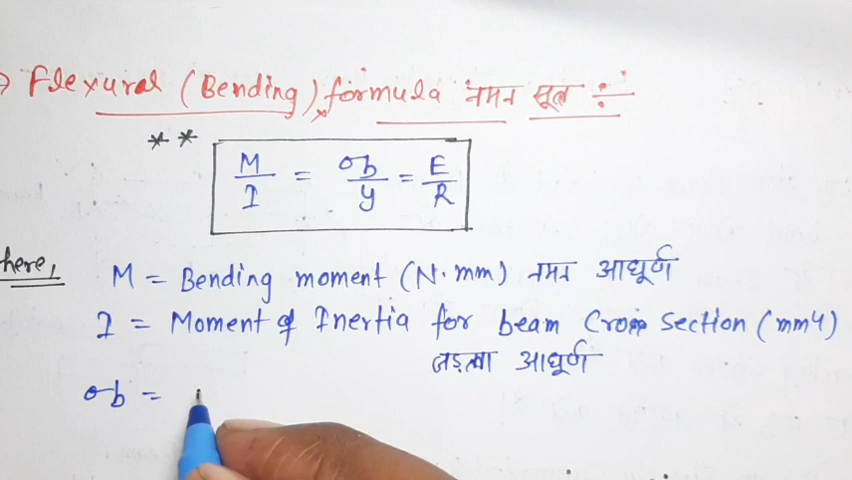 → Flexural (Bending) formula नमन सूत्र :-
** M/I = σb/y = E/R
here,
M = Bending moment (N.mm) नमन आघूर्ण
I = Moment of Inertia for beam Cross section (mm4)
जड़त्वा आघूर्ण
σb =